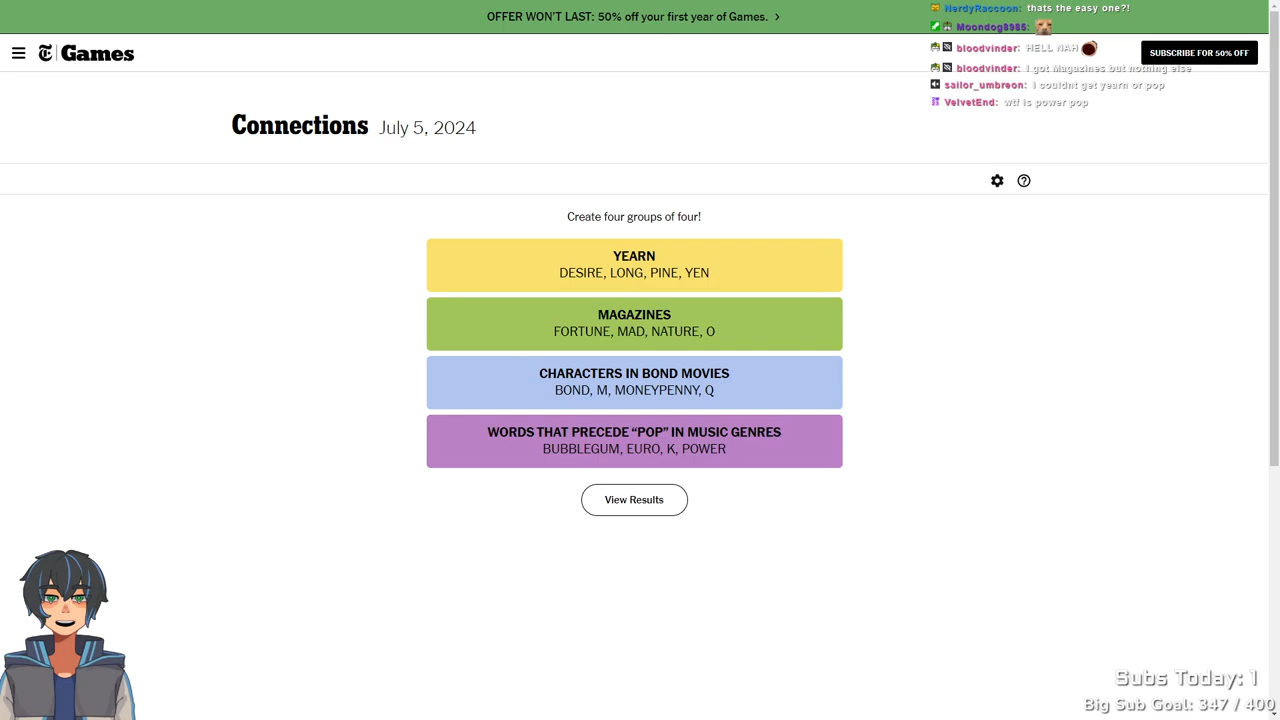 OFFER WON'T LAST: 50% off your first year of Games.
NerdyRaccoon: thats the easy one?!
Moondog8985:
bloodvinder: HELL NAH
bloodvinder: I got Magazines but nothing else
sailor_umbreon: i couldnt get yearn or pop
VelvetEnd: wtf is power pop
T Games
SUBSCRIBE FOR 50% OFF
Connections July 5, 2024
Create four groups of four!
YEARN
DESIRE, LONG, PINE, YEN
MAGAZINES
FORTUNE, MAD, NATURE, O
CHARACTERS IN BOND MOVIES
BOND, M, MONEYPENNY, Q
WORDS THAT PRECEDE “POP” IN MUSIC GENRES
BUBBLEGUM, EURO, K, POWER
View Results
Subs Today: 1
Big Sub Goal: 347 / 400